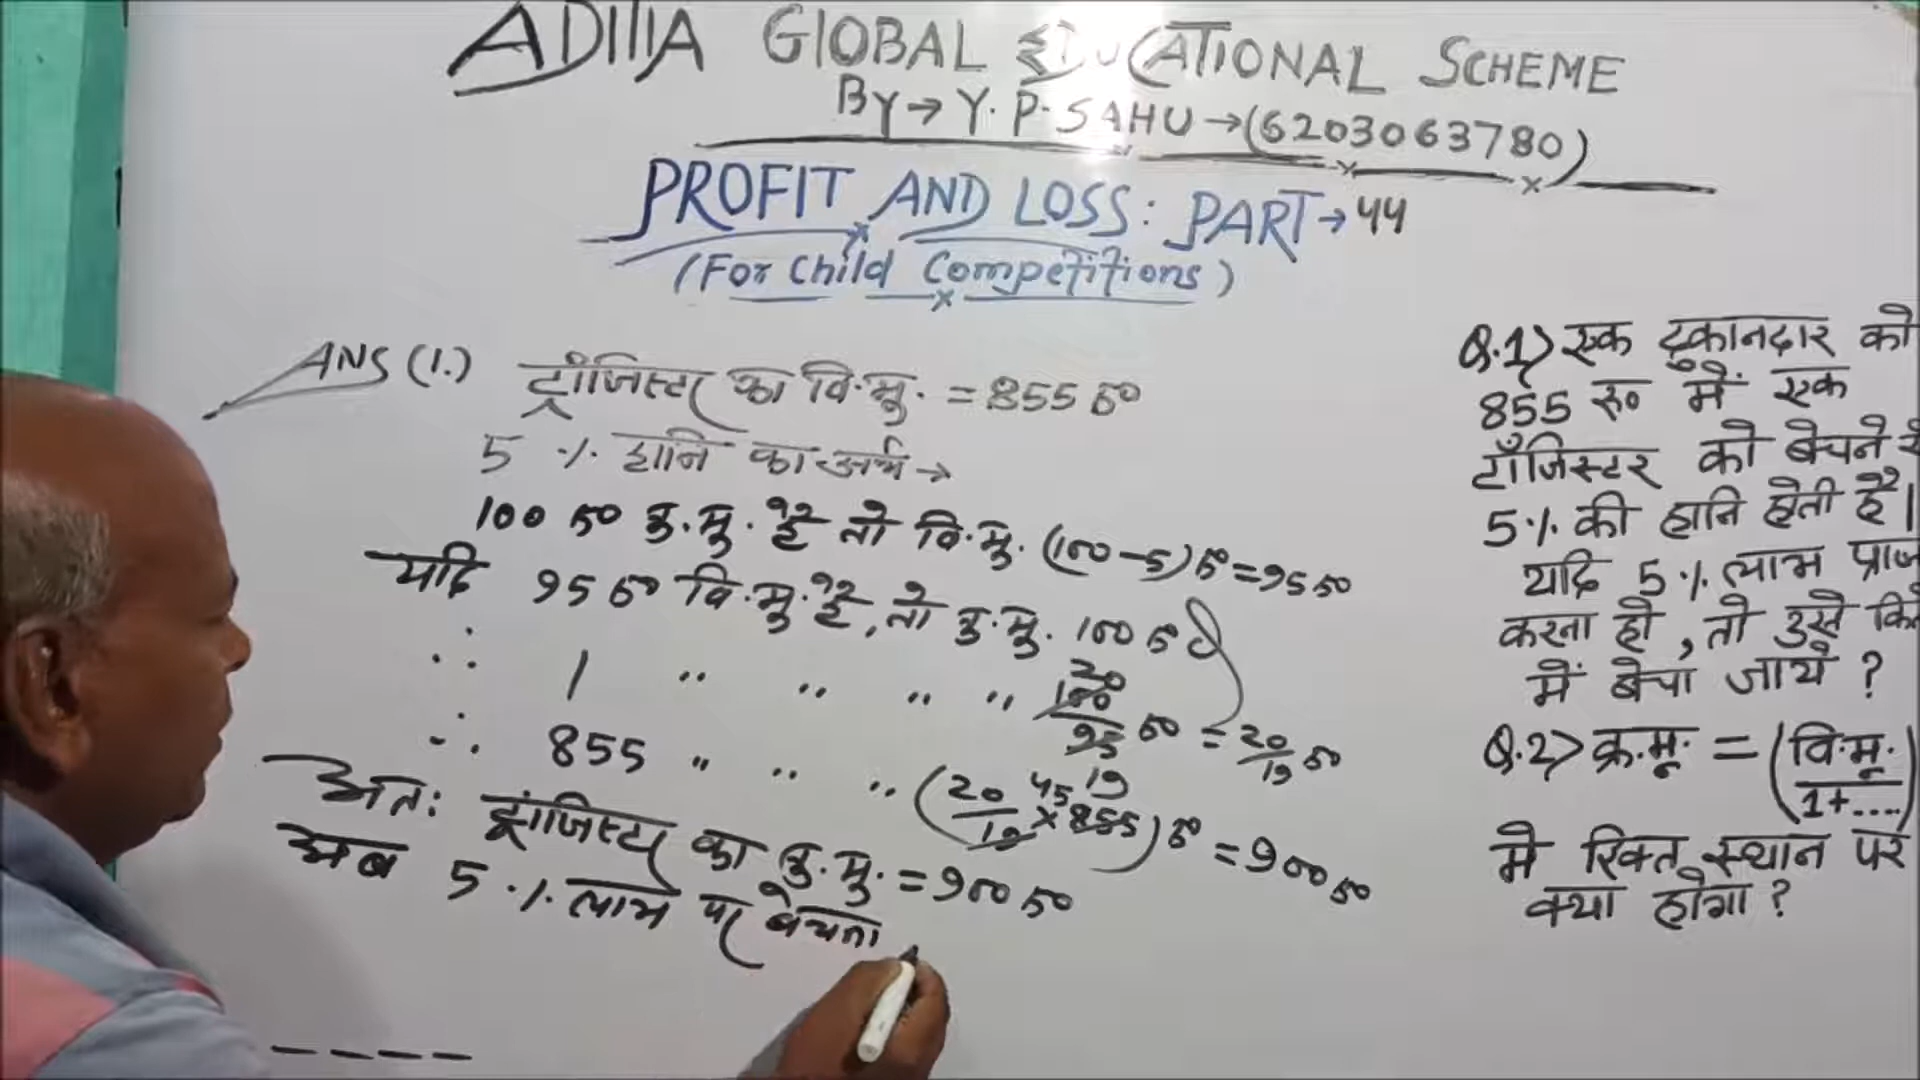 ADITYA GLOBAL EDUCATIONAL SCHEME
By → Y. P. SAHU → (6203063780)
PROFIT AND LOSS: PART → 44
(For Child Competitions)
ANS (1.) ट्रांजिस्टर का वि.मू. = 855 रु०
5 % हानि का अर्थ →
100 रु० क्र.मू. है तो वि.मू. (100-5) रु० = 95 रु०
यदि 95 रु० वि.मू. है, तो क्र.मू. 100 रु०
∴ 1 " " " " 100/95 रु० = 20/19 रु०
20
19
∴ 855 " " " (20/19 × 855) रु० = 900 रु०
45
अतः ट्रांजिस्टर का क्र.मू. = 900 रु०
अब 5 % लाभ पर बेचना
Q.1> एक दुकानदार को
855 रू० में एक
ट्राँजिस्टर को बेचने
5% की हानि होती है।
यदि 5% लाभ
करना हो, तो उसे
में बेचा जाये ?
Q.2> क्र.मू. = (वि.मू./1+....)
मे रिक्त स्थान पर
क्या होगा ?